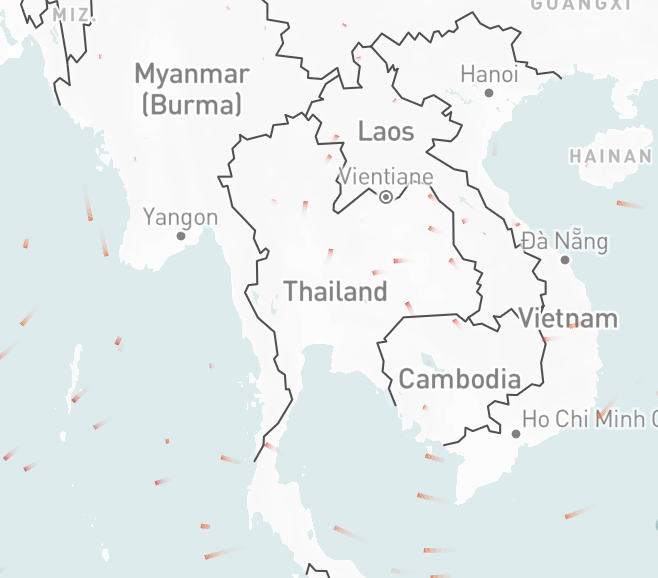 GUANGXI
MIZ.
Myanmar
(Burma)
Hanoi
Laos
HAINAN
Vientiane
Yangon
Đà Nẵng
Thailand
Vietnam
Cambodia
Ho Chi Minh C